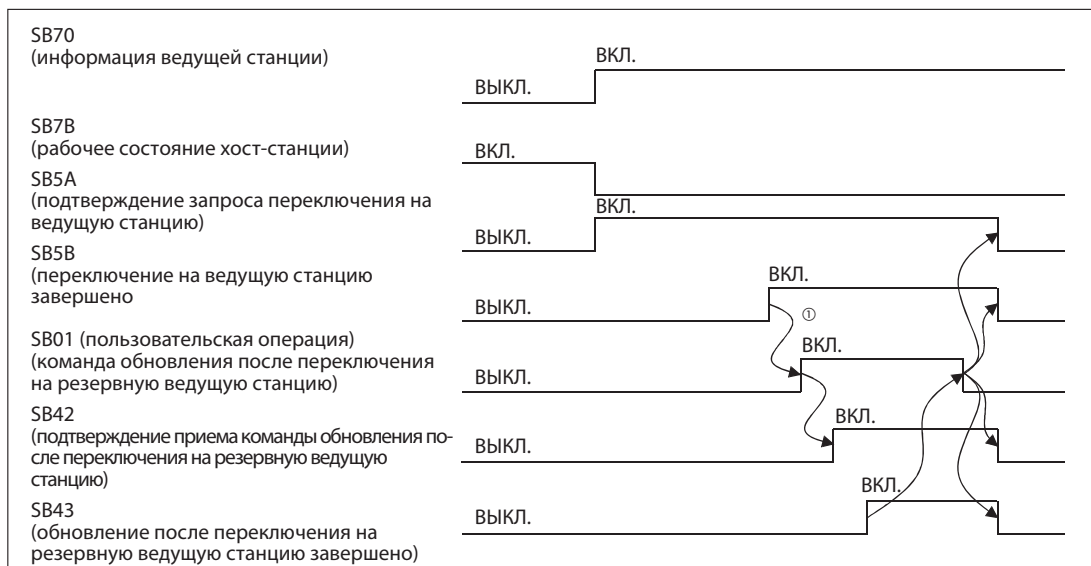 SB70
(информация ведущей станции)
ВКЛ.
ВЫКЛ.
SB7B
(рабочее состояние хост-станции)
ВКЛ.
SB5A
(подтверждение запроса переключения на
ведущую станцию)
ВКЛ.
ВЫКЛ.
SB5B
(переключение на ведущую станцию
завершено
ВКЛ.
ВЫКЛ.
①
SB01 (пользовательская операция)
(команда обновления после переключения
на резервную ведущую станцию)
ВКЛ.
ВЫКЛ.
SB42
(подтверждение приема команды обновления по-
сле переключения на резервную ведущую
станцию)
ВКЛ.
ВЫКЛ.
SB43
(обновление после переключения на
резервную ведущую станцию завершено)
ВКЛ.
ВЫКЛ.